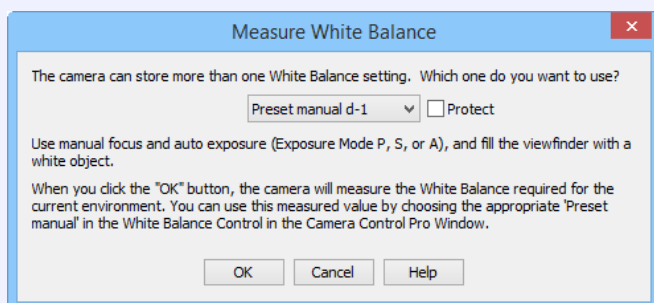 Measure White Balance
The camera can store more than one White Balance setting.  Which one do you want to use?
Preset manual d-1 Protect
Use manual focus and auto exposure (Exposure Mode P, S, or A), and fill the viewfinder with a
white object.
When you click the "OK" button, the camera will measure the White Balance required for the
current environment. You can use this measured value by choosing the appropriate 'Preset
manual' in the White Balance Control in the Camera Control Pro Window.
OK Cancel Help